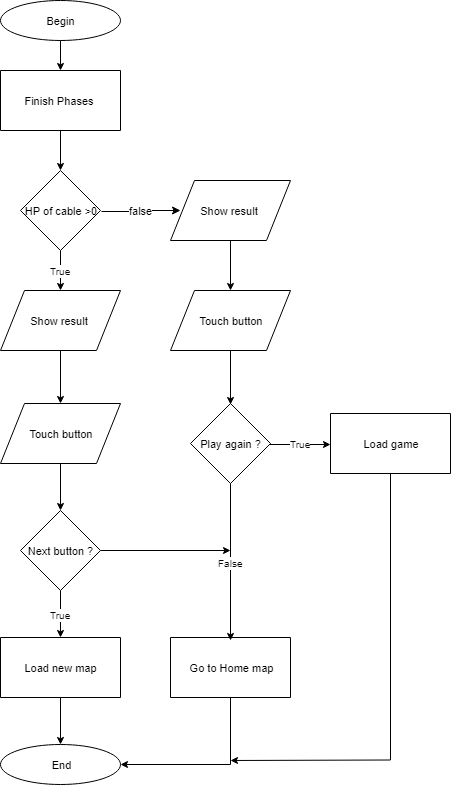 Begin
Finish Phases
HP of cable >0
false
Show result
True
Show result
Touch button
Touch button
Play again ?
True
Load game
Next button ?
False
True
Load new map
Go to Home map
End